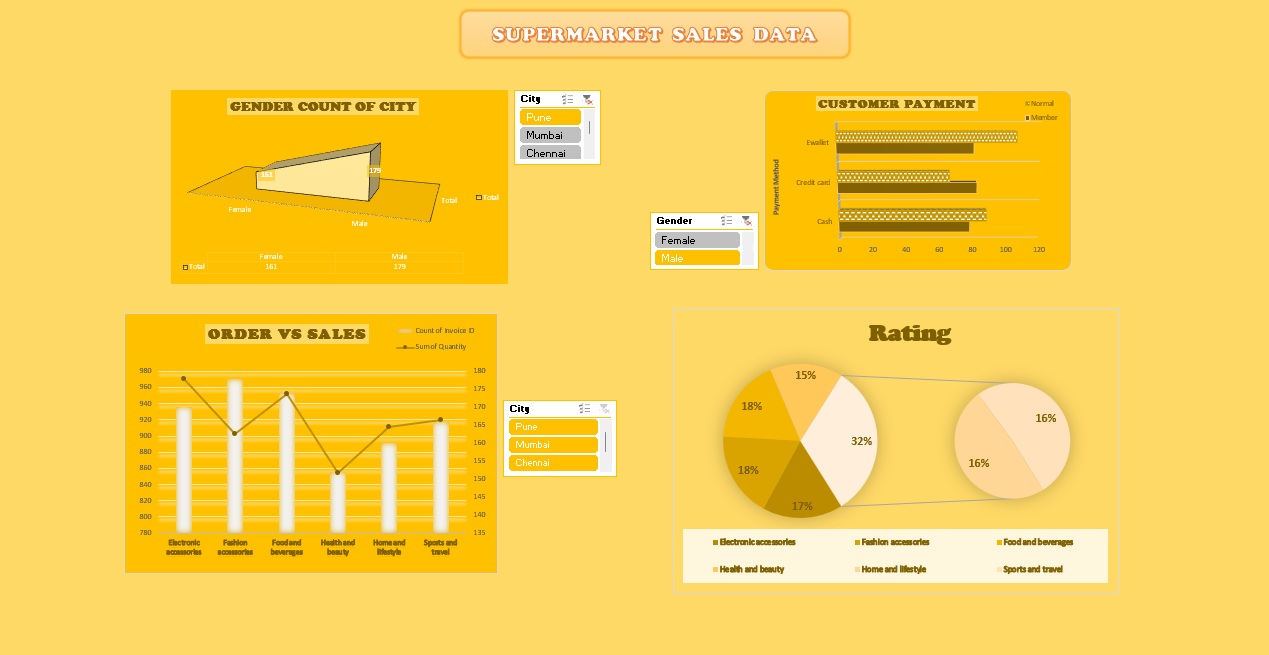 SUPERMARKET SALES DATA
GENDER COUNT OF CITY
161
179
Female
Male
Total
Total
Female Male
Total 161 179
City
Pune
Mumbai
Chennai
CUSTOMER PAYMENT
Normal
Member
Payment Method
Ewallet
Credit card
Cash
0 20 40 60 80 100 120
Gender
Female
Male
ORDER VS SALES
Count of Invoice ID
Sum of Quantity
980
960
940
920
900
880
860
840
820
800
780
180
175
170
165
160
155
150
145
140
135
Electronic accessories
Fashion accessories
Food and beverages
Health and beauty
Home and lifestyle
Sports and travel
City
Pune
Mumbai
Chennai
Rating
15%
18%
32%
18%
17%
16%
16%
Electronic accessories Fashion accessories Food and beverages
Health and beauty Home and lifestyle Sports and travel